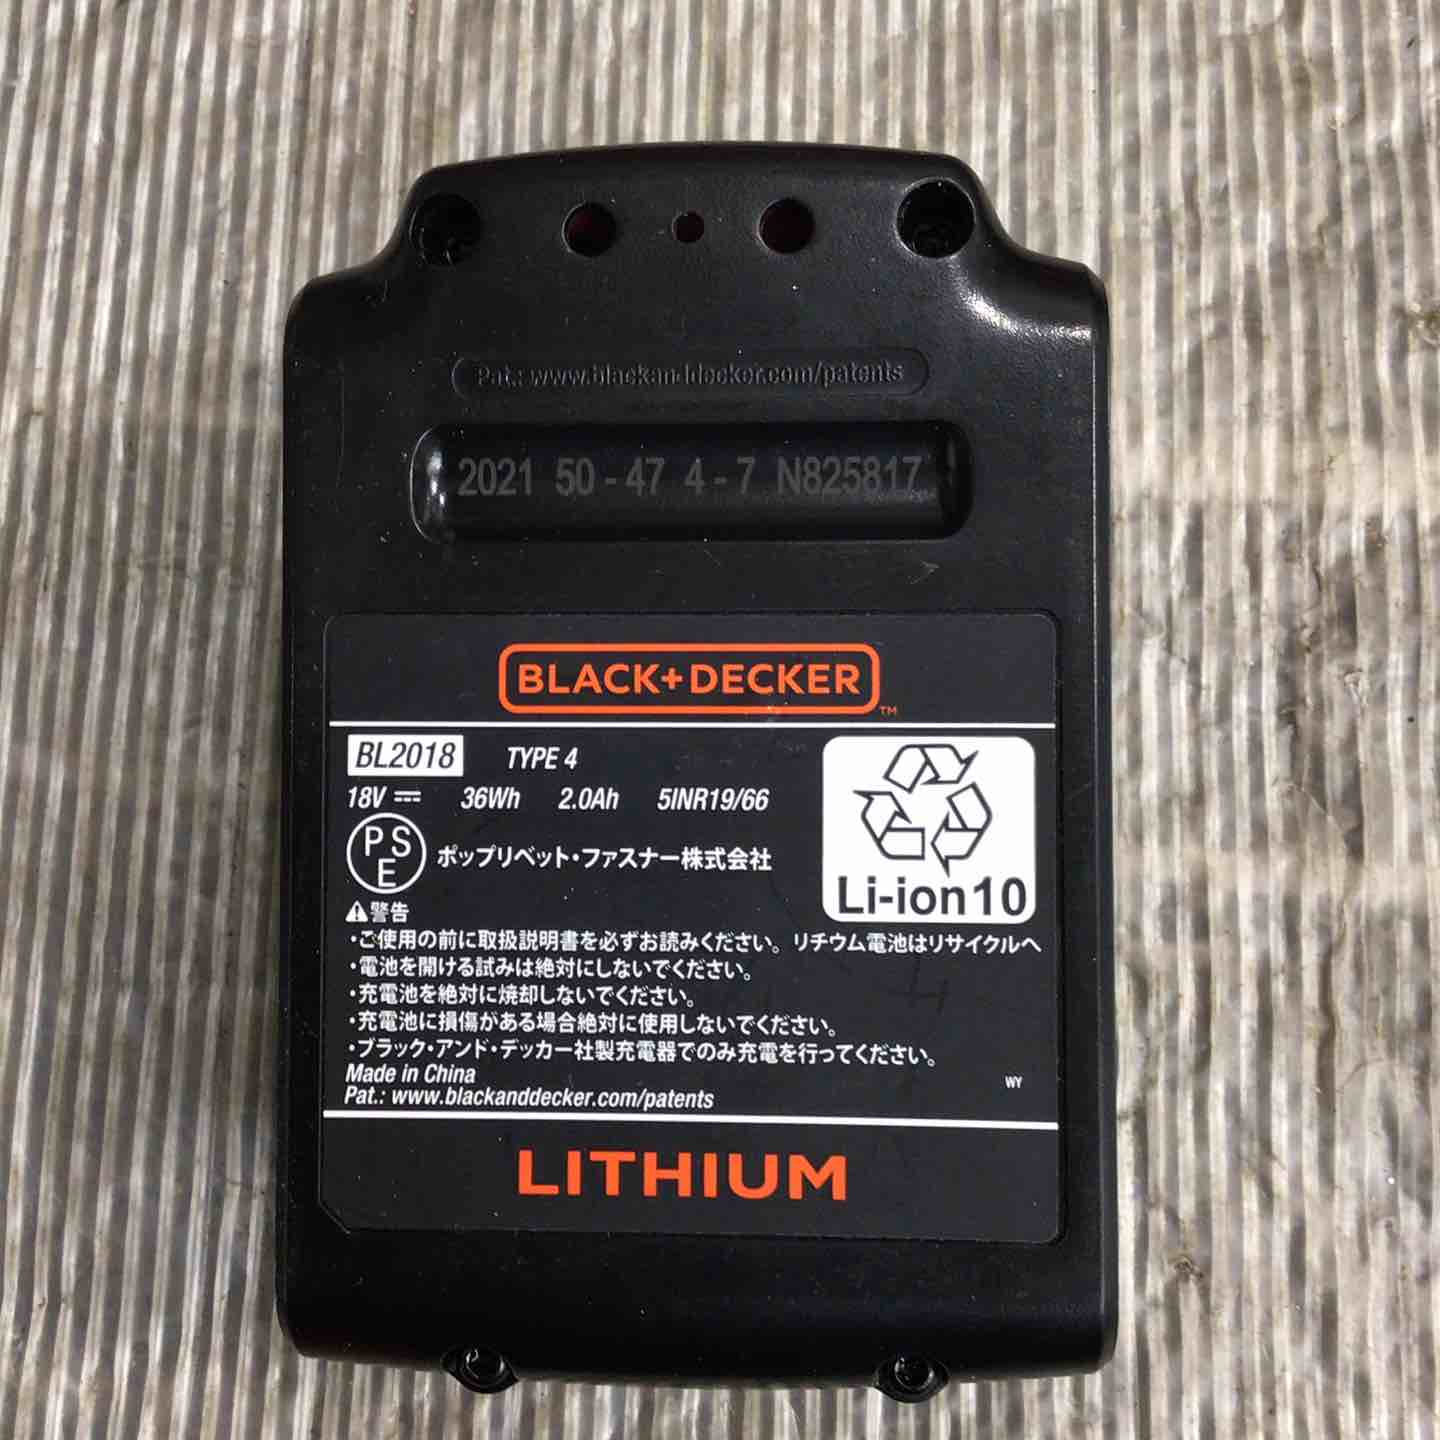 Pat.: www.blackanddecker.com/patents
2021 50 - 47 4 - 7 N825817
BLACK+DECKER™
BL2018 TYPE 4
18V 36Wh 2.0Ah 5INR19/66
PSE ポップリベット・ファスナー株式会社
Li-ion10
⚠警告
・ご使用の前に取扱説明書を必ずお読みください。 リチウム電池はリサイクルへ
・電池を開ける試みは絶対にしないでください。
・充電池を絶対に焼却しないでください。
・充電池に損傷がある場合絶対に使用しないでください。
・ブラック・アンド・デッカー社製充電器でのみ充電を行ってください。
Made in China
WY
Pat.: www.blackanddecker.com/patents
LITHIUM